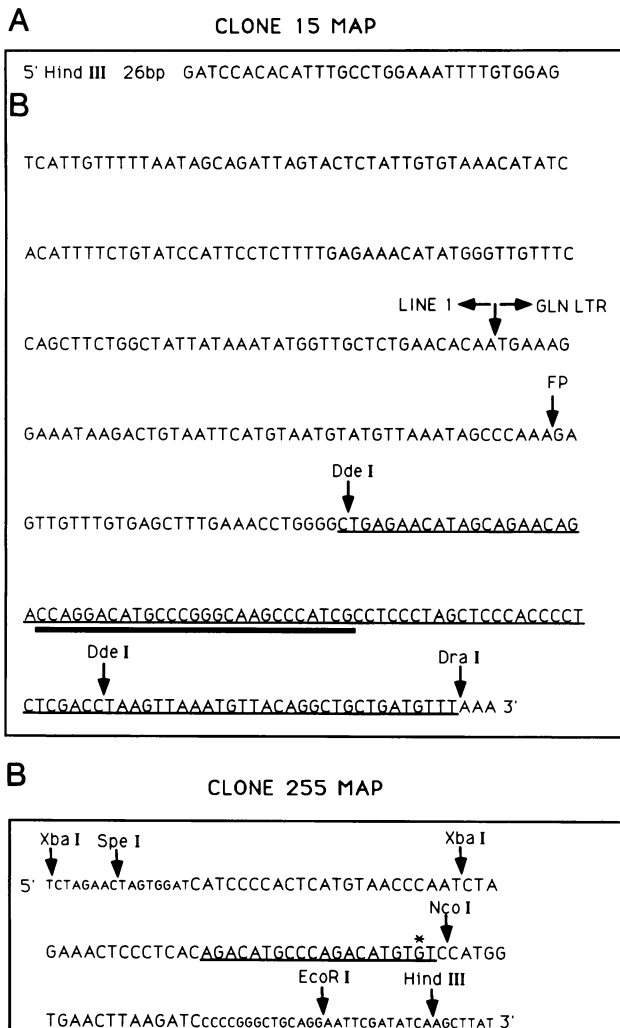 A
CLONE 15 MAP
5' Hind III 26bp GATCCACACATTTGCCTGGAAATTTTGTGGAG
B
TCATTGTTTTTAATAGCAGATTAGTACTCTATTGTGTAAACATATC
ACATTTTCTGTATCCATTCCTCTTTTGAGAAACATATGGGTTGTTTC
LINE 1 GLN LTR
CAGCTTCTGGCTATTATAAATATGGTTGCTCTGAACACAATGAAAG
FP
GAAATAAGACTGTAATTCATGTAATGTATGTTAAATAGCCCAAAGA
Dde I
GTTGTTTGTGAGCTTTGAAACCTGGGGCTGAGAACATAGCAGAACAG
ACCAGGACATGCCCGGGCAAGCCCATCGCCTCCCTAGCTCCCACCCCT
Dde I Dra I
CTCGACCTAAGTTAAATGTTACAGGCTGCTGATGTTTAAA 3'
B
CLONE 255 MAP
Xba I Spe I Xba I
5' TCTAGAACTAGTGGATCATCCCCACTCATGTAACCCAATCTA
Nco I
*
GAAACTCCCTCACAGACATGCCCAGACATGTGTCCATGG
EcoR I Hind III
TGAACTTAAGATCCCCCGGGCTGCAGGAATTCGATATCAAGCTTAT 3'